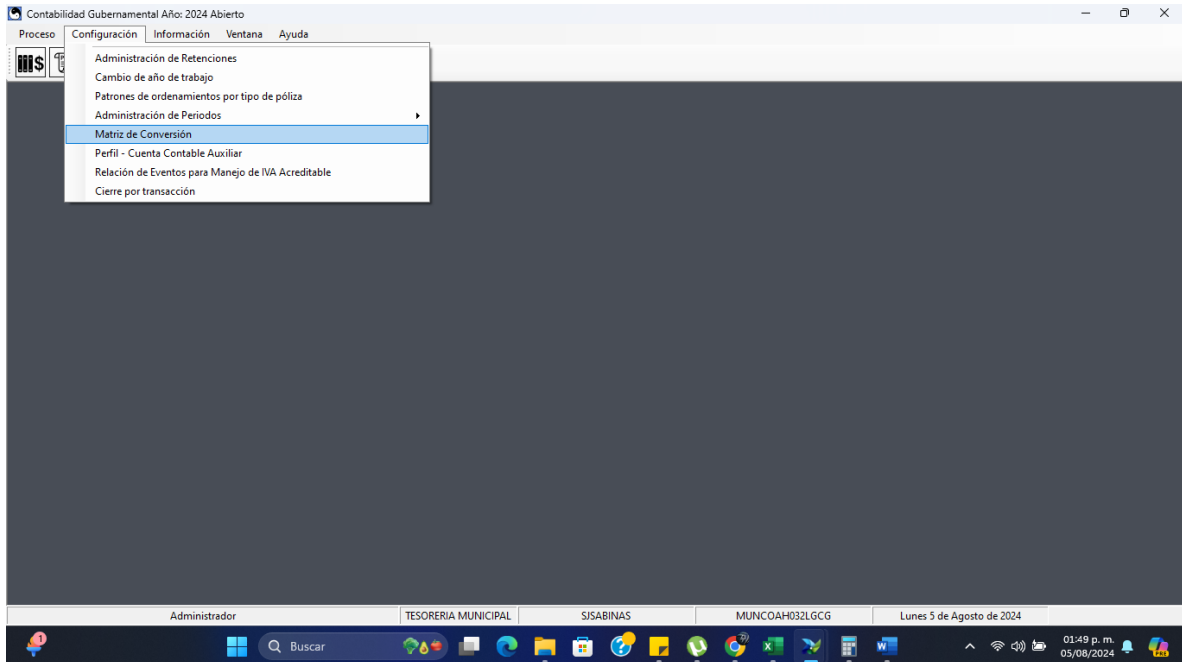 Contabilidad Gubernamental Año: 2024 Abierto
Proceso Configuración Información Ventana Ayuda
$
Administración de Retenciones
Cambio de año de trabajo
Patrones de ordenamientos por tipo de póliza
Administración de Periodos
Matriz de Conversión
Perfil - Cuenta Contable Auxiliar
Relación de Eventos para Manejo de IVA Acreditable
Cierre por transacción
Administrador TESORERIA MUNICIPAL SJSABINAS MUNCOAH032LGCG Lunes 5 de Agosto de 2024
1 Buscar 01:49 p. m.
05/08/2024
PRE